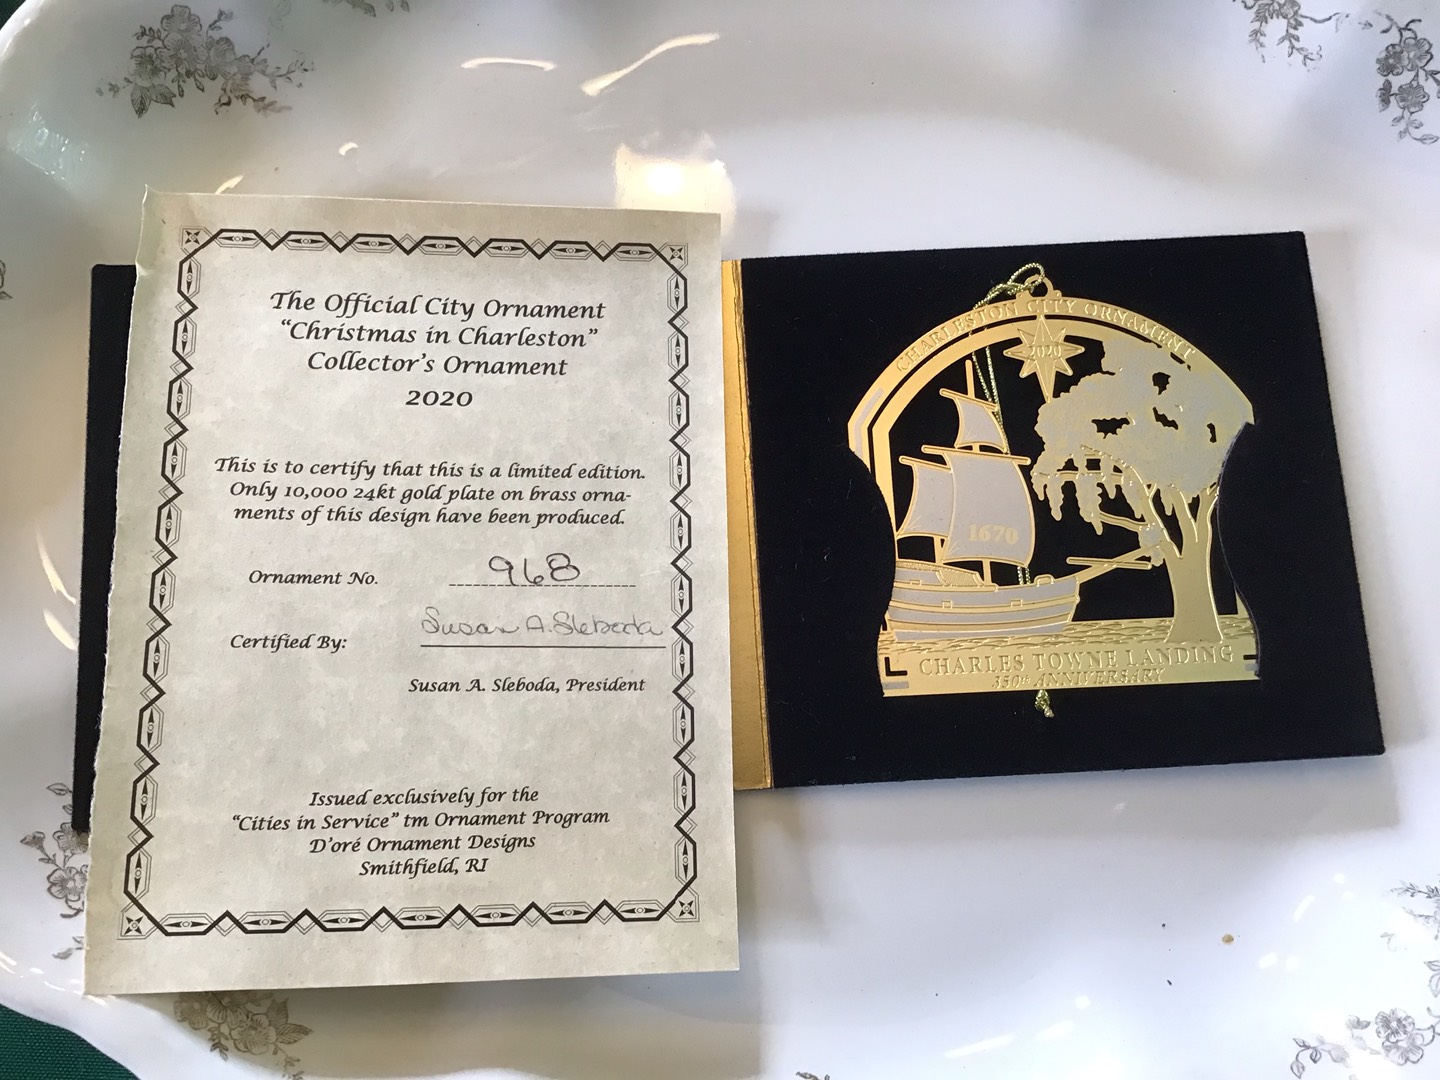 The Official City Ornament
“Christmas in Charleston”
Collector’s Ornament
2020
This is to certify that this is a limited edition.
Only 10,000 24kt gold plate on brass orna-
ments of this design have been produced.
Ornament No. 968
Certified By: Susan A. Sleboda
Susan A. Sleboda, President
Issued exclusively for the
“Cities in Service” tm Ornament Program
D’oré Ornament Designs
Smithfield, RI
CHARLESTON CITY ORNAMENT
2020
1670
CHARLES TOWNE LANDING
350th ANNIVERSARY